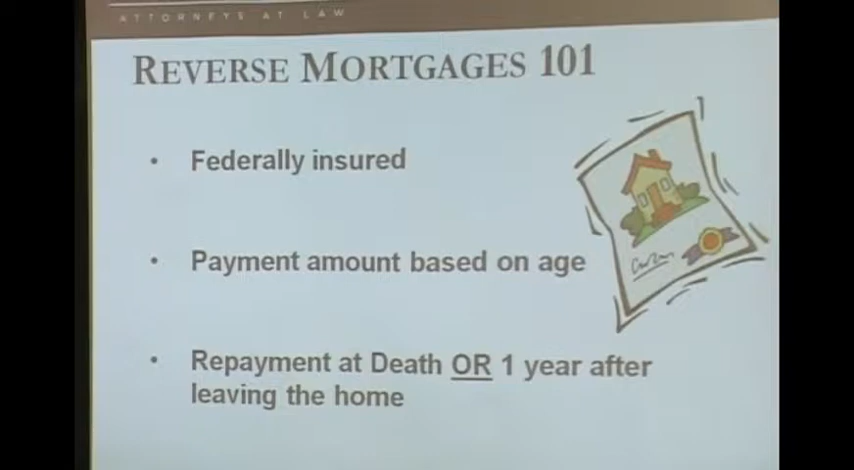 ATTORNEYS AT LAW
REVERSE MORTGAGES 101
• Federally insured
• Payment amount based on age
• Repayment at Death OR 1 year after
leaving the home